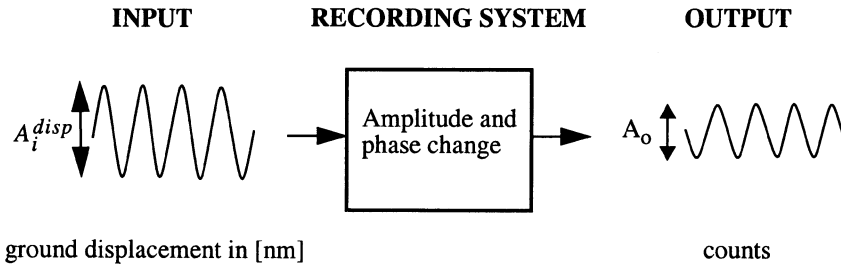 INPUT RECORDING SYSTEM OUTPUT
A_i^disp
Amplitude and
phase change
A_o
ground displacement in [nm] counts